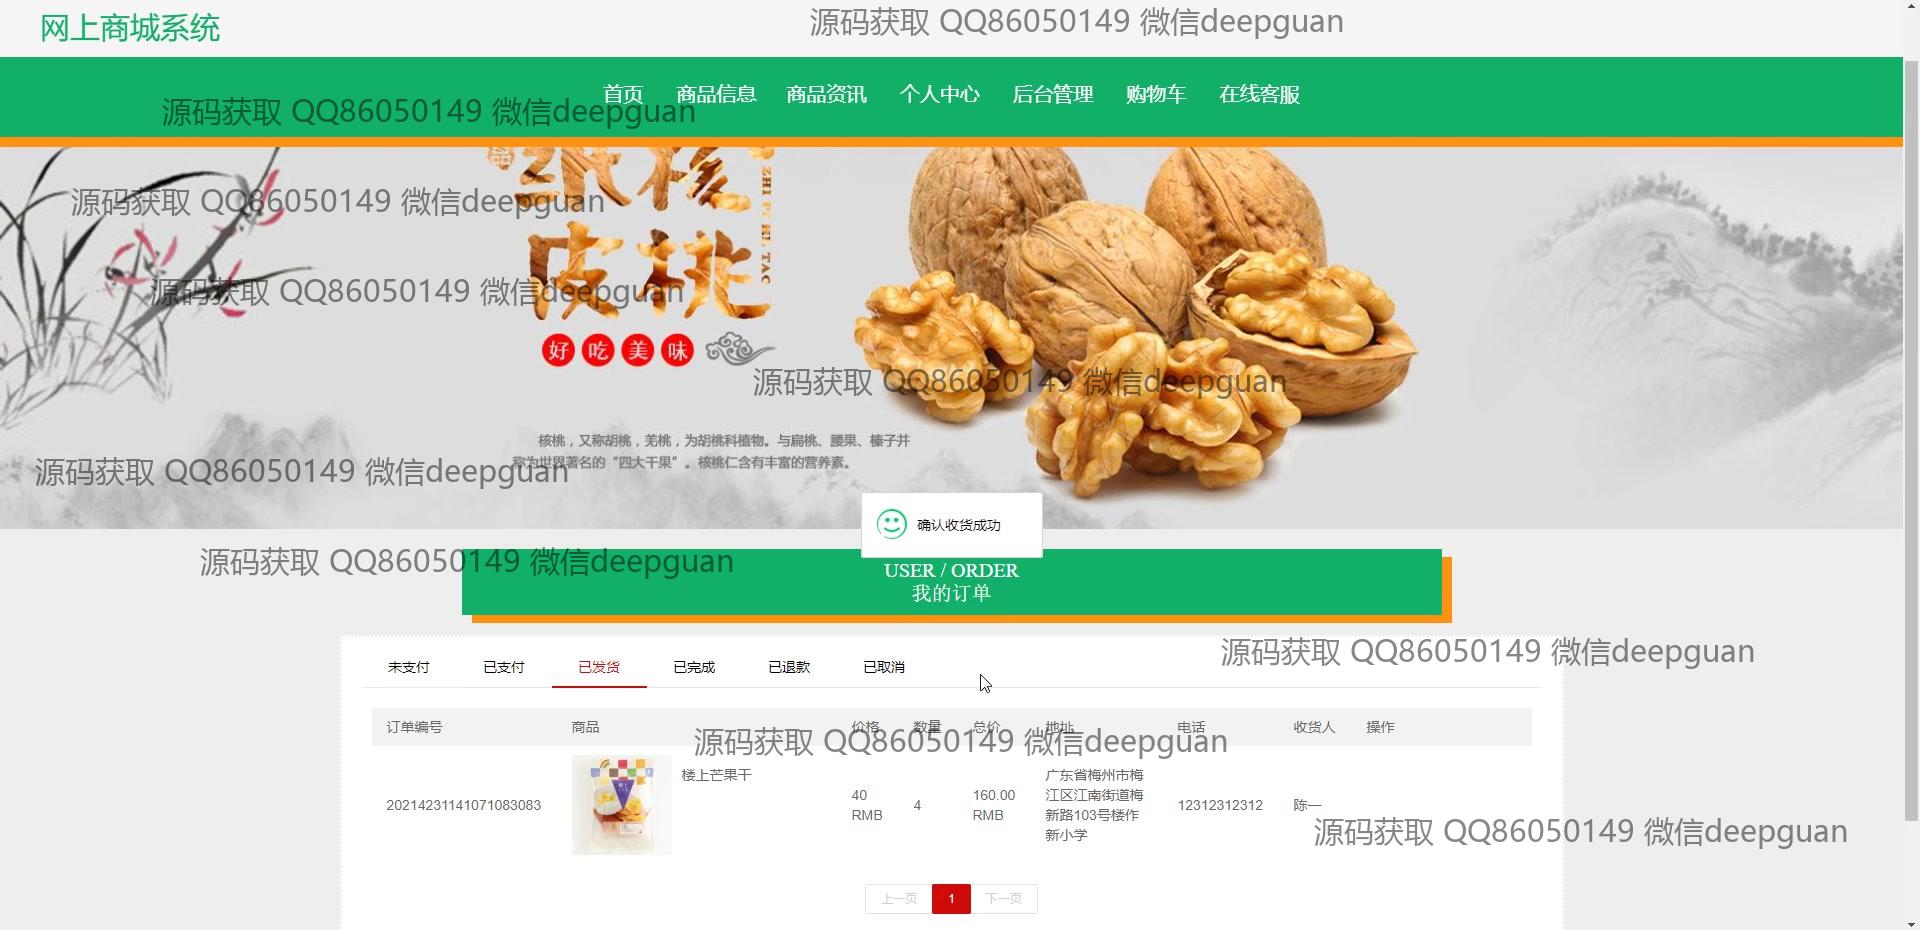 网上商城系统
源码获取 QQ86050149 微信deepguan
首页 商品信息 商品资讯 个人中心 后台管理 购物车 在线客服
源码获取 QQ86050149 微信deepguan
纸核
皮桃
源码获取 QQ86050149 微信deepguan
源码获取 QQ86050149 微信deepguan
好吃美味
源码获取 QQ86050149 微信deepguan
核桃，又称胡桃，羌桃，为胡桃科植物。与扁桃、腰果、榛子并
称为世界著名的“四大干果”。核桃仁含有丰富的营养素。
源码获取 QQ86050149 微信deepguan
确认收货成功
源码获取 QQ86050149 微信deepguan
USER / ORDER
我的订单
源码获取 QQ86050149 微信deepguan
未支付 已支付 已发货 已完成 已退款 已取消
订单编号 商品 价格 数量 总价 地址 电话 收货人 操作
源码获取 QQ86050149 微信deepguan
20214231141071083083 楼上芒果干 40 RMB 4 160.00 RMB
广东省梅州市梅
江区江南街道梅
新路103号楼作
新小学
12312312312 陈一
源码获取 QQ86050149 微信deepguan
上一页 1 下一页